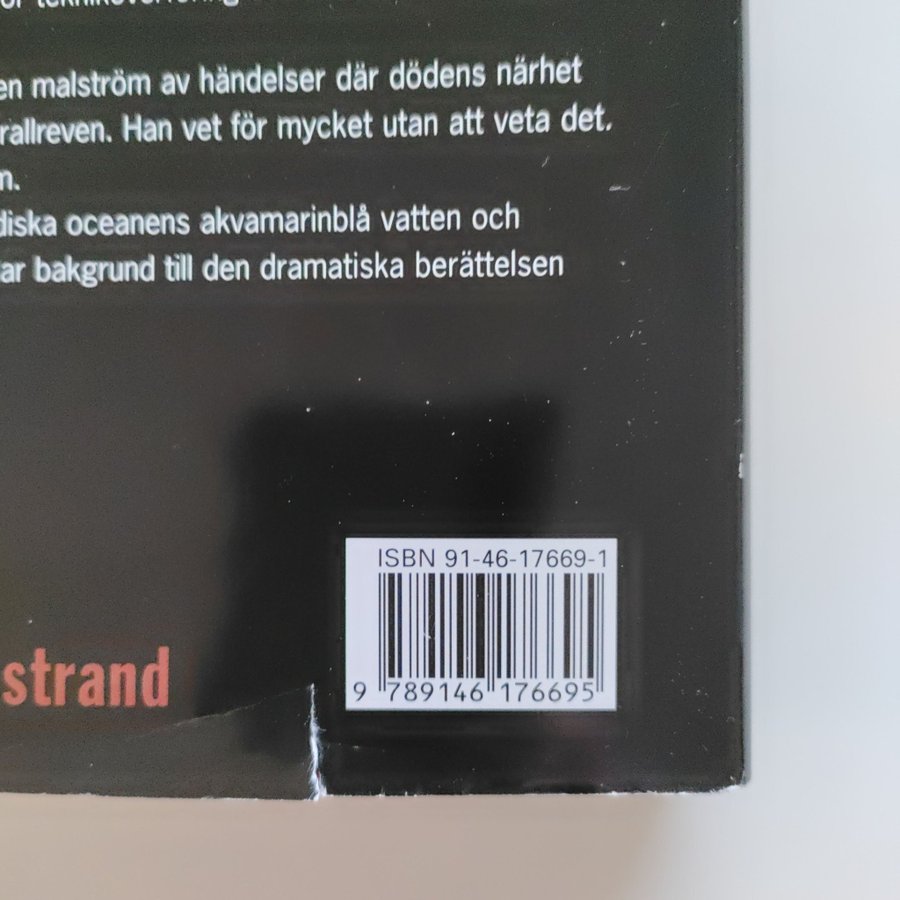 en malström av händelser där dödens närhet
rallreven. Han vet för mycket utan att veta det.
m.
diska oceanens akvamarinblå vatten och
ar bakgrund till den dramatiska berättelsen
ISBN 91-46-17669-1
9 789146 176695
strand